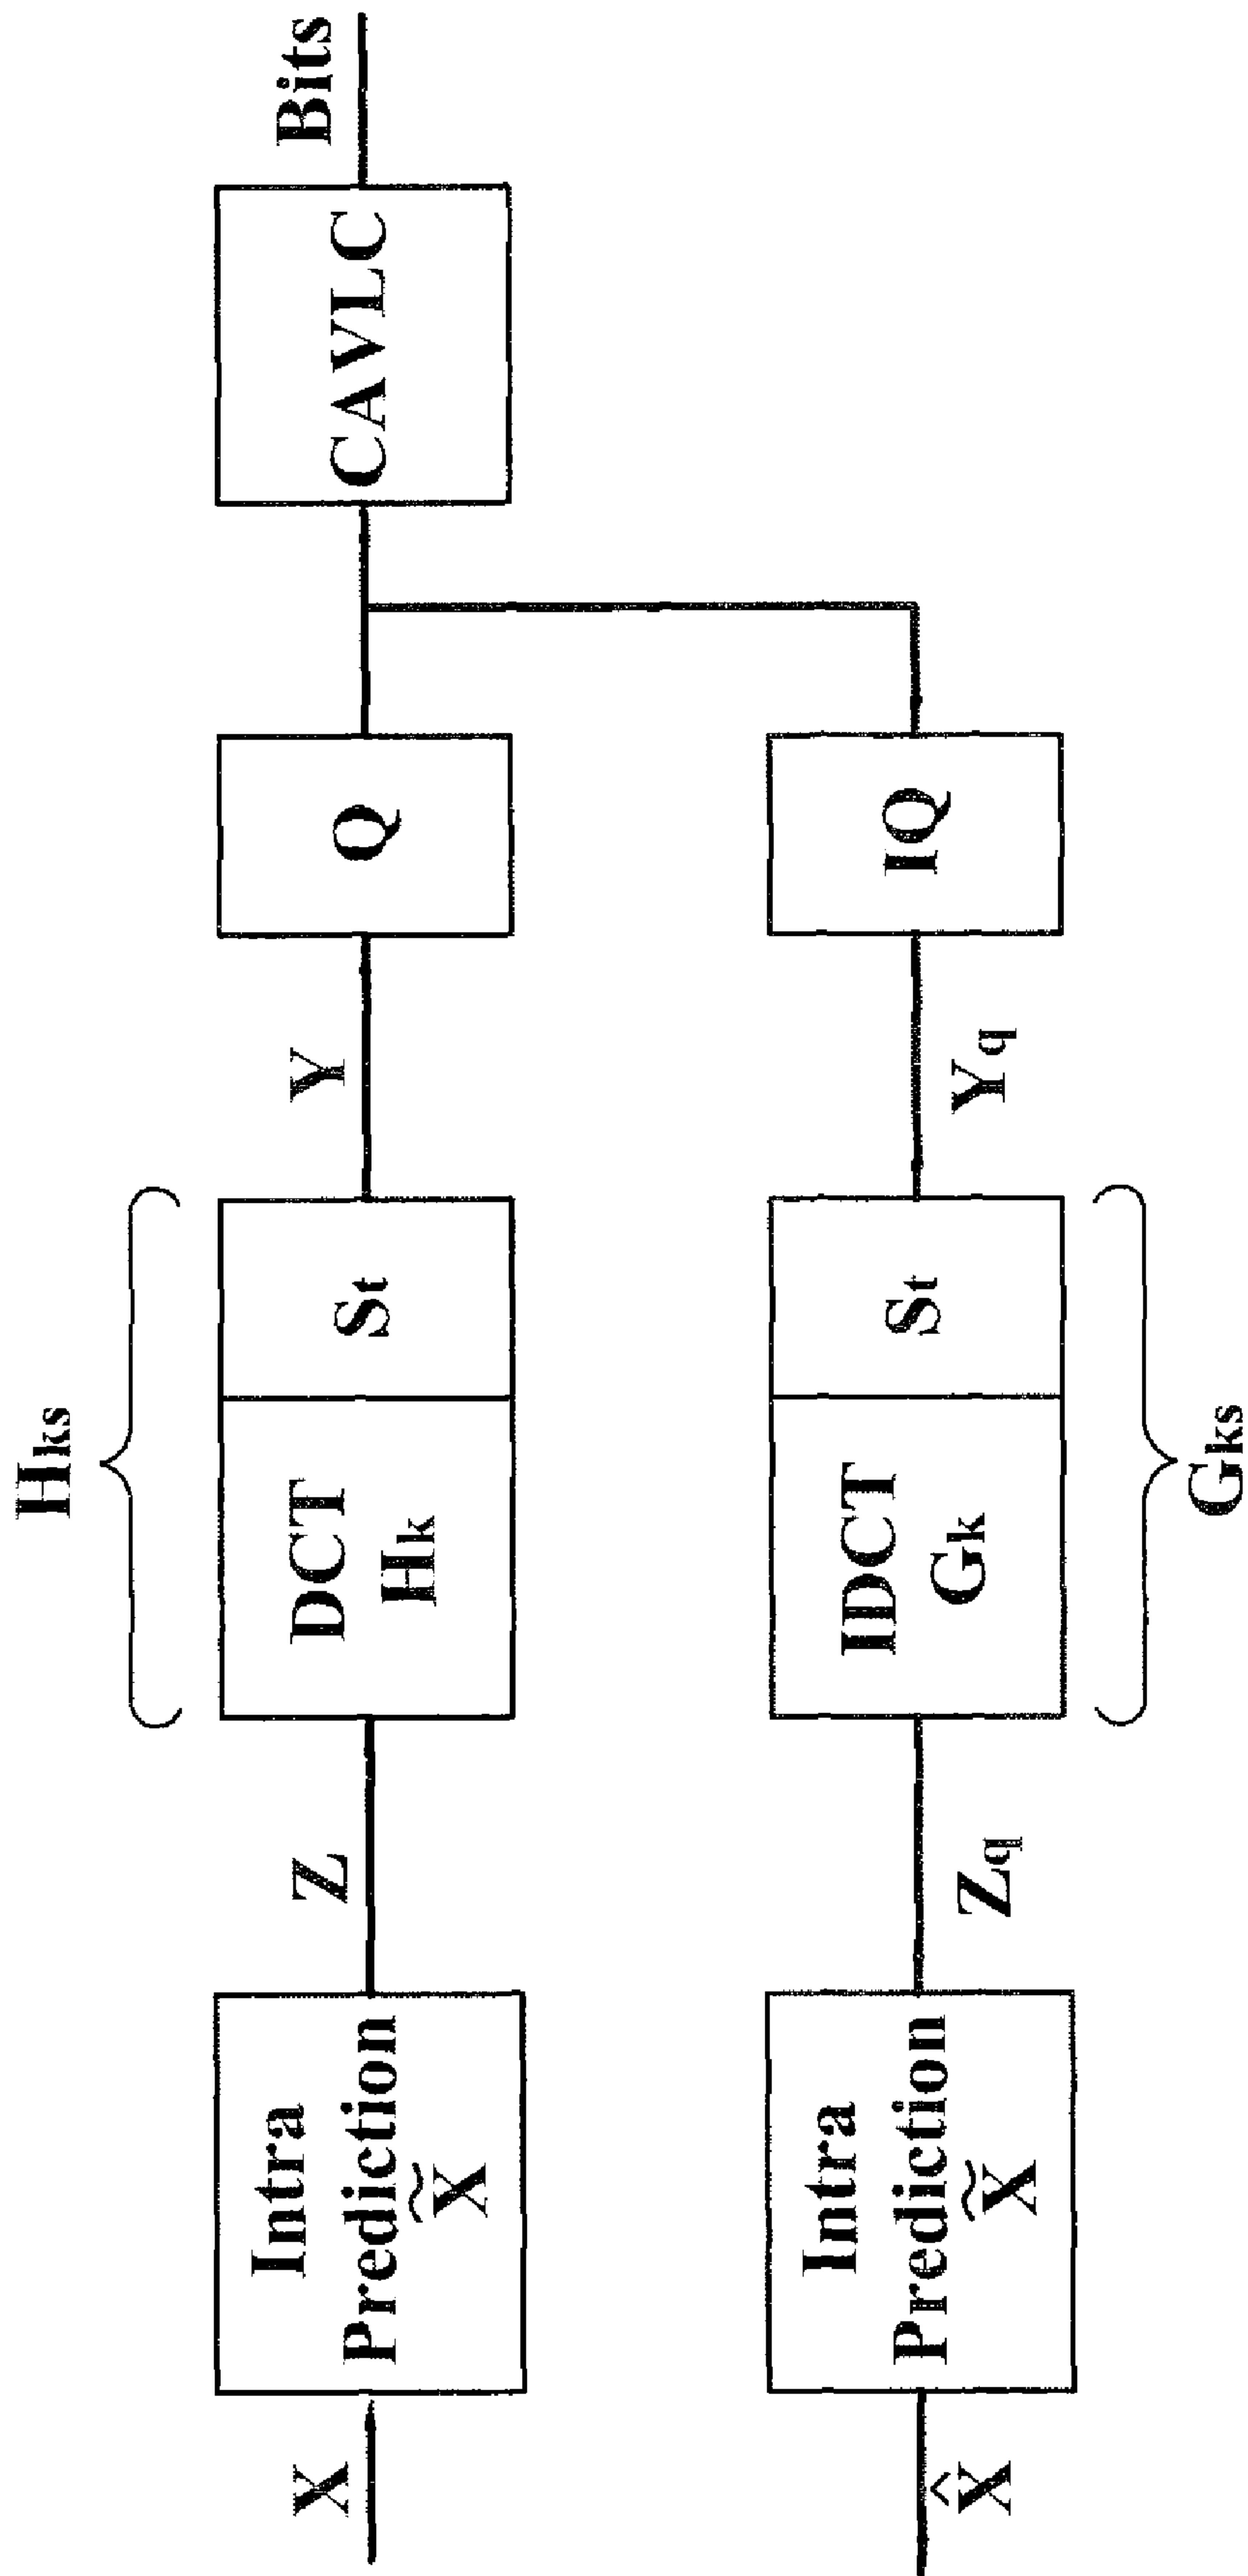 Hks
X
Intra
Prediction
X̃
Z
DCT
Hk
St
Y
Q
CAVLC
Bits
X̂
Intra
Prediction
X̃
Zq
IDCT
Gk
St
Yq
IQ
Gks